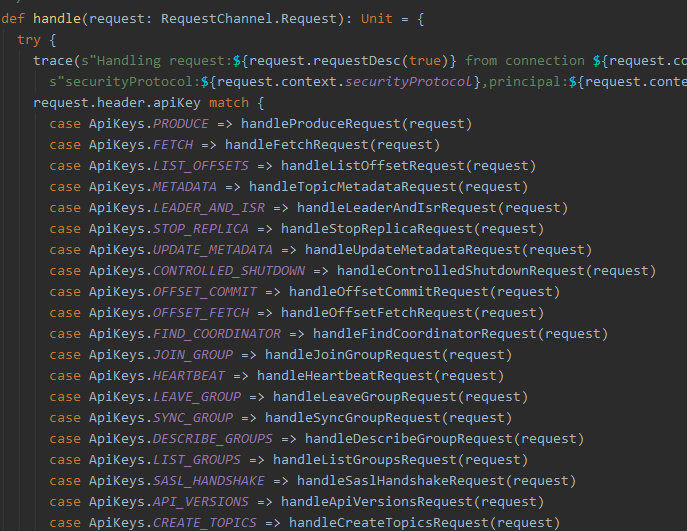 def handle(request: RequestChannel.Request): Unit = {
try {
trace(s"Handling request:${request.requestDesc(true)} from connection ${request.co
s"securityProtocol:${request.context.securityProtocol},principal:${request.conte
request.header.apiKey match {
case ApiKeys.PRODUCE => handleProduceRequest(request)
case ApiKeys.FETCH => handleFetchRequest(request)
case ApiKeys.LIST_OFFSETS => handleListOffsetRequest(request)
case ApiKeys.METADATA => handleTopicMetadataRequest(request)
case ApiKeys.LEADER_AND_ISR => handleLeaderAndIsrRequest(request)
case ApiKeys.STOP_REPLICA => handleStopReplicaRequest(request)
case ApiKeys.UPDATE_METADATA => handleUpdateMetadataRequest(request)
case ApiKeys.CONTROLLED_SHUTDOWN => handleControlledShutdownRequest(request)
case ApiKeys.OFFSET_COMMIT => handleOffsetCommitRequest(request)
case ApiKeys.OFFSET_FETCH => handleOffsetFetchRequest(request)
case ApiKeys.FIND_COORDINATOR => handleFindCoordinatorRequest(request)
case ApiKeys.JOIN_GROUP => handleJoinGroupRequest(request)
case ApiKeys.HEARTBEAT => handleHeartbeatRequest(request)
case ApiKeys.LEAVE_GROUP => handleLeaveGroupRequest(request)
case ApiKeys.SYNC_GROUP => handleSyncGroupRequest(request)
case ApiKeys.DESCRIBE_GROUPS => handleDescribeGroupRequest(request)
case ApiKeys.LIST_GROUPS => handleListGroupsRequest(request)
case ApiKeys.SASL_HANDSHAKE => handleSaslHandshakeRequest(request)
case ApiKeys.API_VERSIONS => handleApiVersionsRequest(request)
case ApiKeys.CREATE_TOPICS => handleCreateTopicsRequest(request)